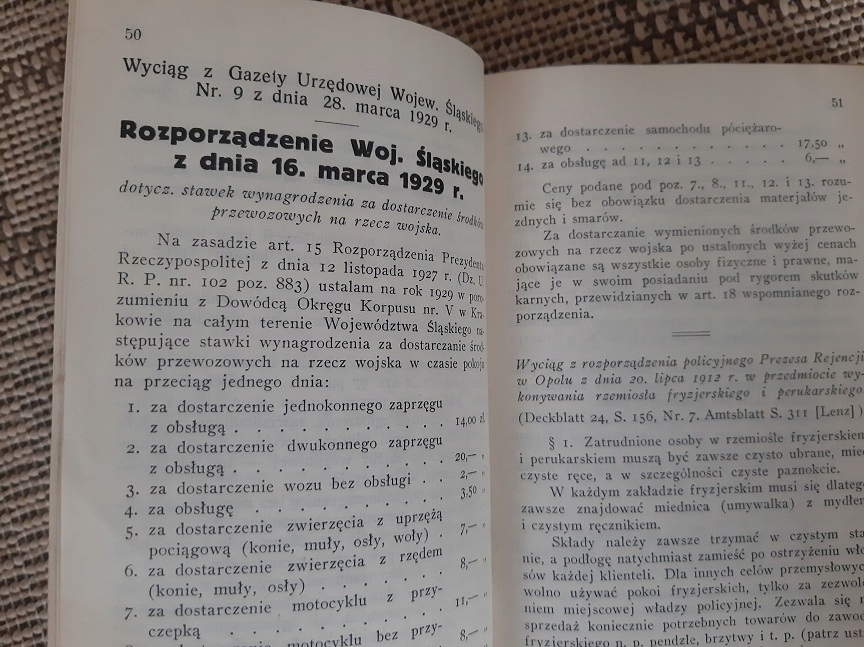 50
Wyciąg z Gazety Urzędowej Wojew. Śląskiego
Nr. 9 z dnia 28. marca 1929 r.
Rozporządzenie Woj. Śląskiego
z dnia 16. marca 1929 r.
dotycz. stawek wynagrodzenia za dostarczenie środków
przewozowych na rzecz wojska.
Na zasadzie art. 15 Rozporządzenia Prezydenta
Rzeczypospolitej z dnia 12 listopada 1927 r. (Dz. U.
R. P. nr. 102 poz. 883) ustalam na rok 1929 w poro-
zumieniu z Dowódcą Okręgu Korpusu nr. V w Kra-
kowie na całym terenie Województwa Śląskiego na-
stępujące stawki wynagrodzenia za dostarczanie środ-
ków przewozowych na rzecz wojska w czasie pokoju
na przeciąg jednego dnia:
1. za dostarczenie jednokonnego zaprzęgu
z obsługą . . . . . . . . . . 14,00 zł
2. za dostarczenie dwukonnego zaprzęgu
z obsługą . . . . . . . . . . 20,— „
3. za dostarczenie wozu bez obsługi . . 2,— „
4. za obsługę . . . . . . . . . . 3,50 „
5. za dostarczenie zwierzęcia z uprzężą
pociągową (konie, muły, osły, woły) . 7,— „
6. za dostarczenie zwierzęcia z rzędem
(konie, muły, osły) . . . . . . 8,— „
7. za dostarczenie motocyklu z przy-
czepką . . . . . . . . . . 11,— „
motocyklu bez przy-
8,— „
51
13. za dostarczenie samochodu półciężaro-
wego . . . . . . . . . . . 17,50 „
14. za obsługę ad 11, 12 i 13 . . . . . 6,— „
Ceny podane pod poz. 7., 8., 11., 12. i 13. rozu-
mie się bez obowiązku dostarczenia materjałów je-
zdnych i smarów.
Za dostarczanie wymienionych środków przewo-
zowych na rzecz wojska po ustalonych wyżej cenach
obowiązane są wszystkie osoby fizyczne i prawne, ma-
jące je w swoim posiadaniu pod rygorem skutków
karnych, przewidzianych w art. 18 wspomnianego roz-
porządzenia.
Wyciąg z rozporządzenia policyjnego Prezesa Rejencji
w Opolu z dnia 20. lipca 1912 r. w przedmiocie wy-
konywania rzemiosła fryzjerskiego i perukarskiego
(Deckblatt 24, S. 156, Nr. 7. Amtsblatt S. 311 [Lenz])
§ 1. Zatrudnione osoby w rzemiośle fryzjerskiem
i perukarskiem muszą być zawsze czysto ubrane, mieć
czyste ręce, a w szczególności czyste paznokcie.
W każdym zakładzie fryzjerskim musi się dlatego
zawsze znajdować miednica (umywalka) z mydłem
i czystym ręcznikiem.
Składy należy zawsze trzymać w czystym sta-
nie, a podłogę natychmiast zamieść po ostrzyżeniu wło-
sów każdej klienteli. Dla innych celów przemysłowych
wolno używać pokoi fryzjerskich, tylko za zezwole-
niem miejscowej władzy policyjnej. Zezwala się na
sprzedaż koniecznie potrzebnych towarów do zawodu
fryzjerskiego n. p. pendzle, brzytwy i t. p. (patrz ust.